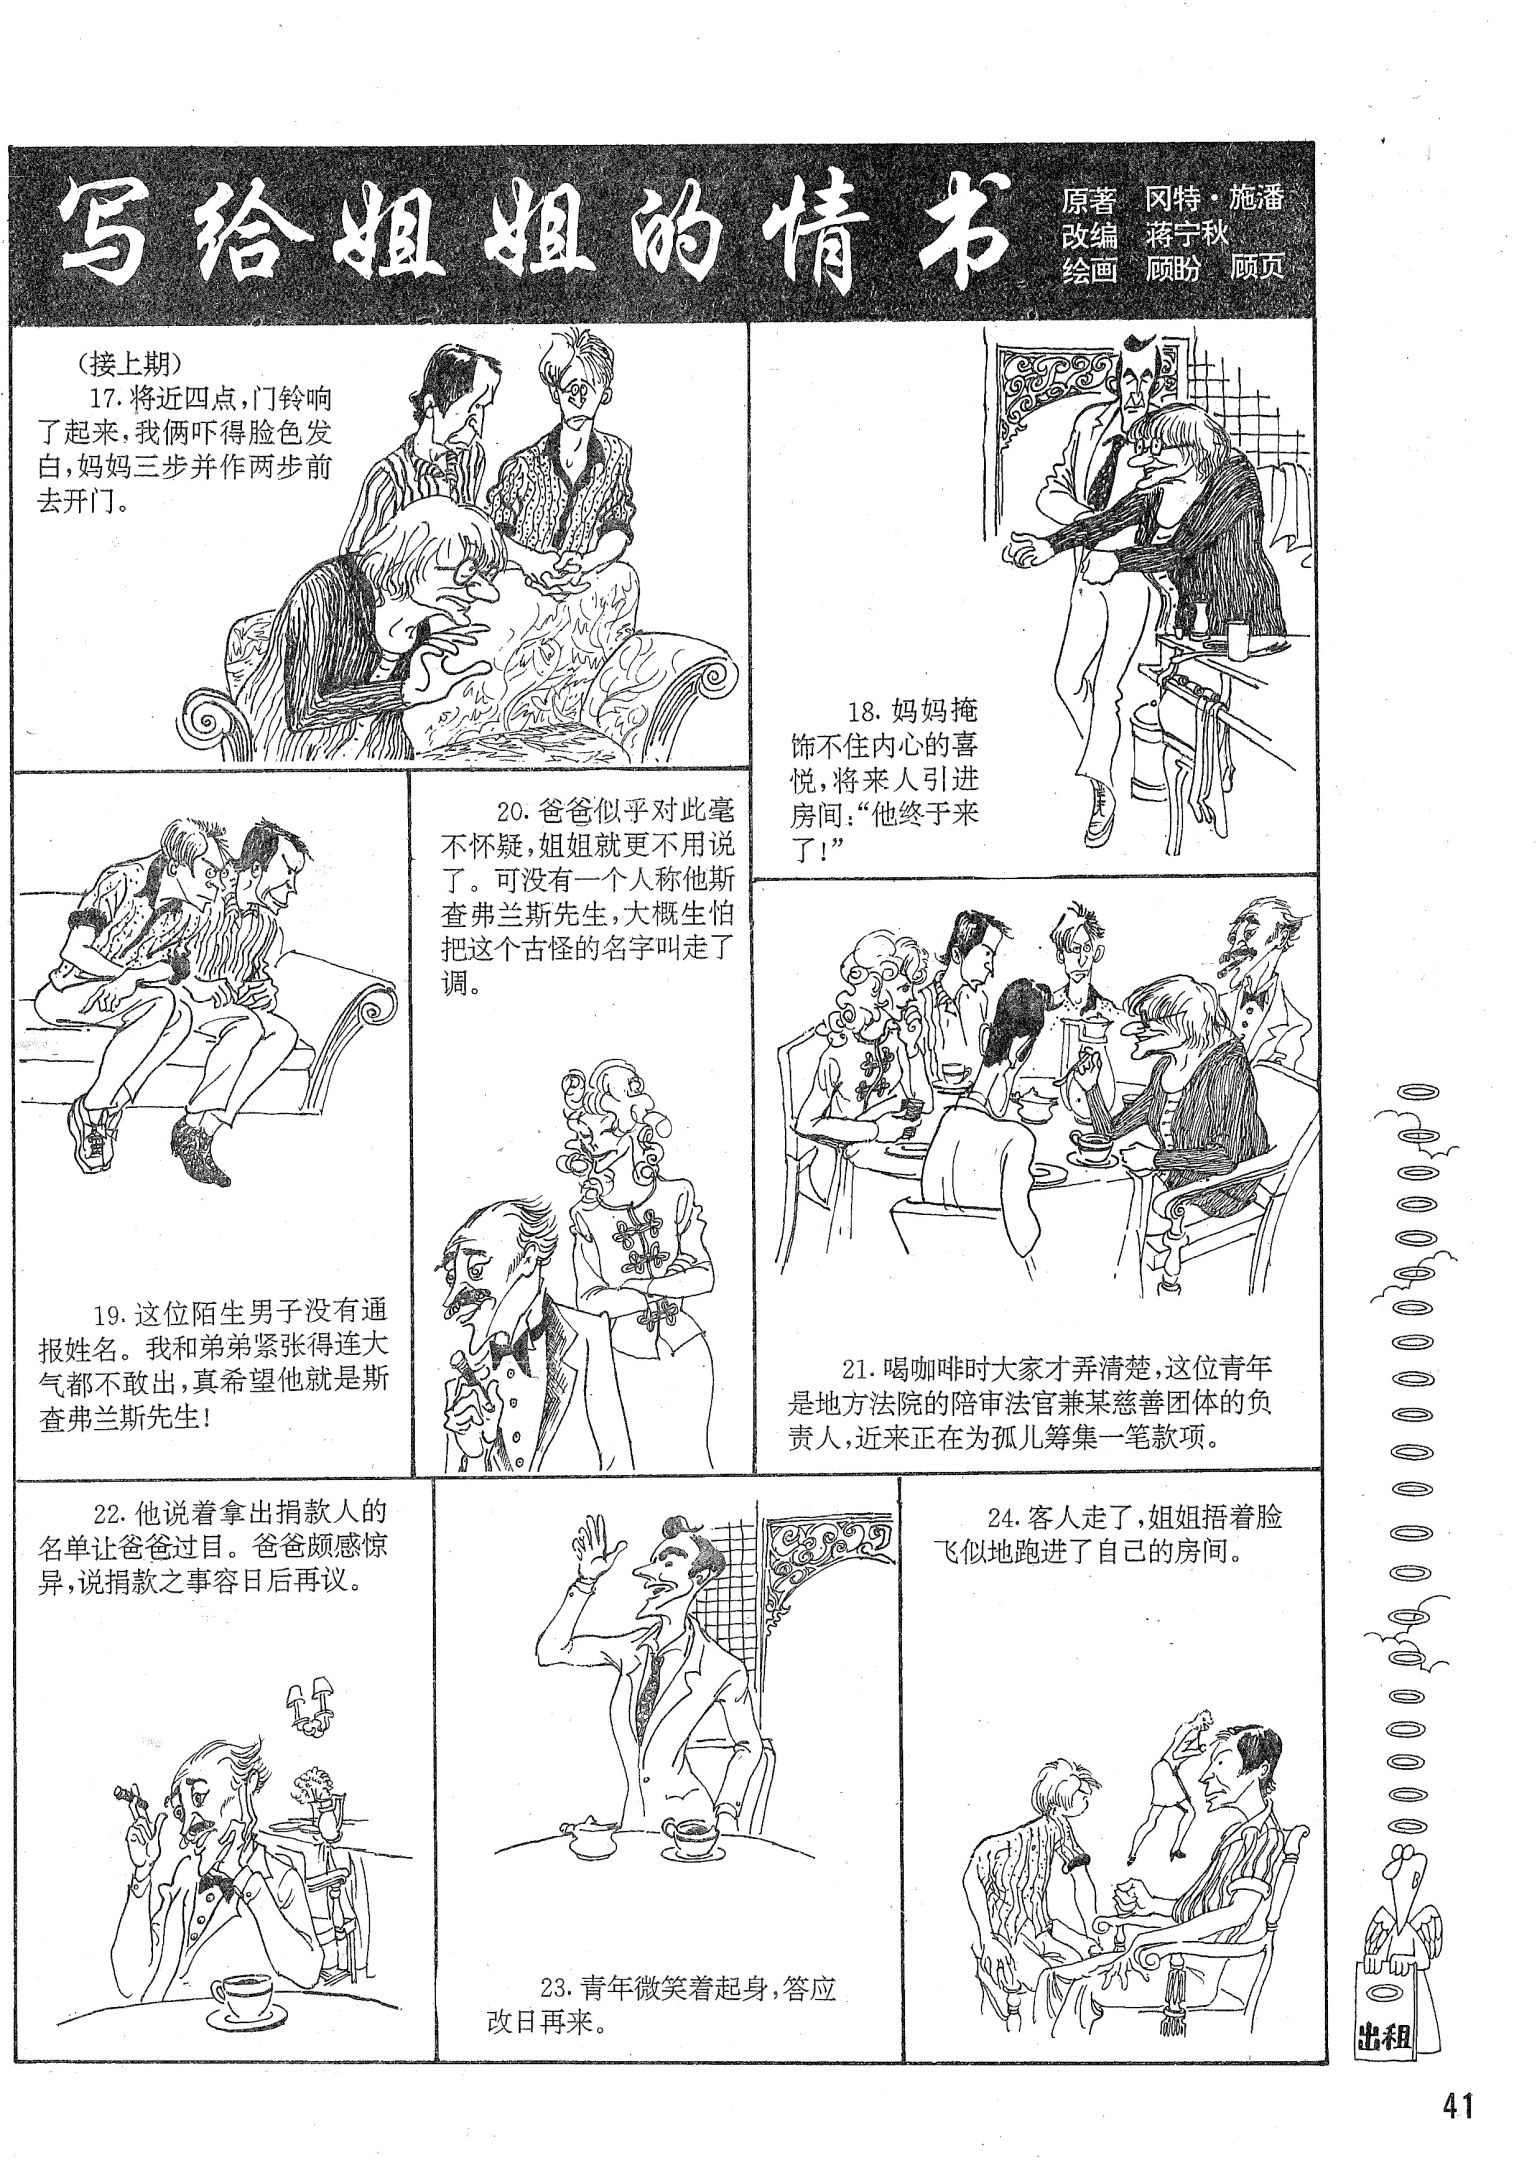 写给姐姐的情书
原著 冈特·施潘
改编 蒋宁秋
绘画 顾盼 顾页
(接上期)
17. 将近四点，门铃响
了起来，我俩吓得脸色发
白，妈妈三步并作两步前
去开门。
18. 妈妈掩
饰不住内心的喜
悦，将来人引进
房间：“他终于来
了！”
19. 这位陌生男子没有通
报姓名。我和弟弟紧张得连大
气都不敢出，真希望他就是斯
查弗兰斯先生！
20. 爸爸似乎对此毫
不怀疑，姐姐就更不用说
了。可没有一个人称他斯
查弗兰斯先生，大概生怕
把这个古怪的名字叫走了
调。
21. 喝咖啡时大家才弄清楚，这位青年
是地方法院的陪审法官兼某慈善团体的负
责人，近来正在为孤儿筹集一笔款项。
22. 他说着拿出捐款人的
名单让爸爸过目。爸爸颇感惊
异，说捐款之事容日后再议。
23. 青年微笑着起身，答应
改日再来。
24. 客人走了，姐姐捂着脸
飞似地跑进了自己的房间。
出租
41